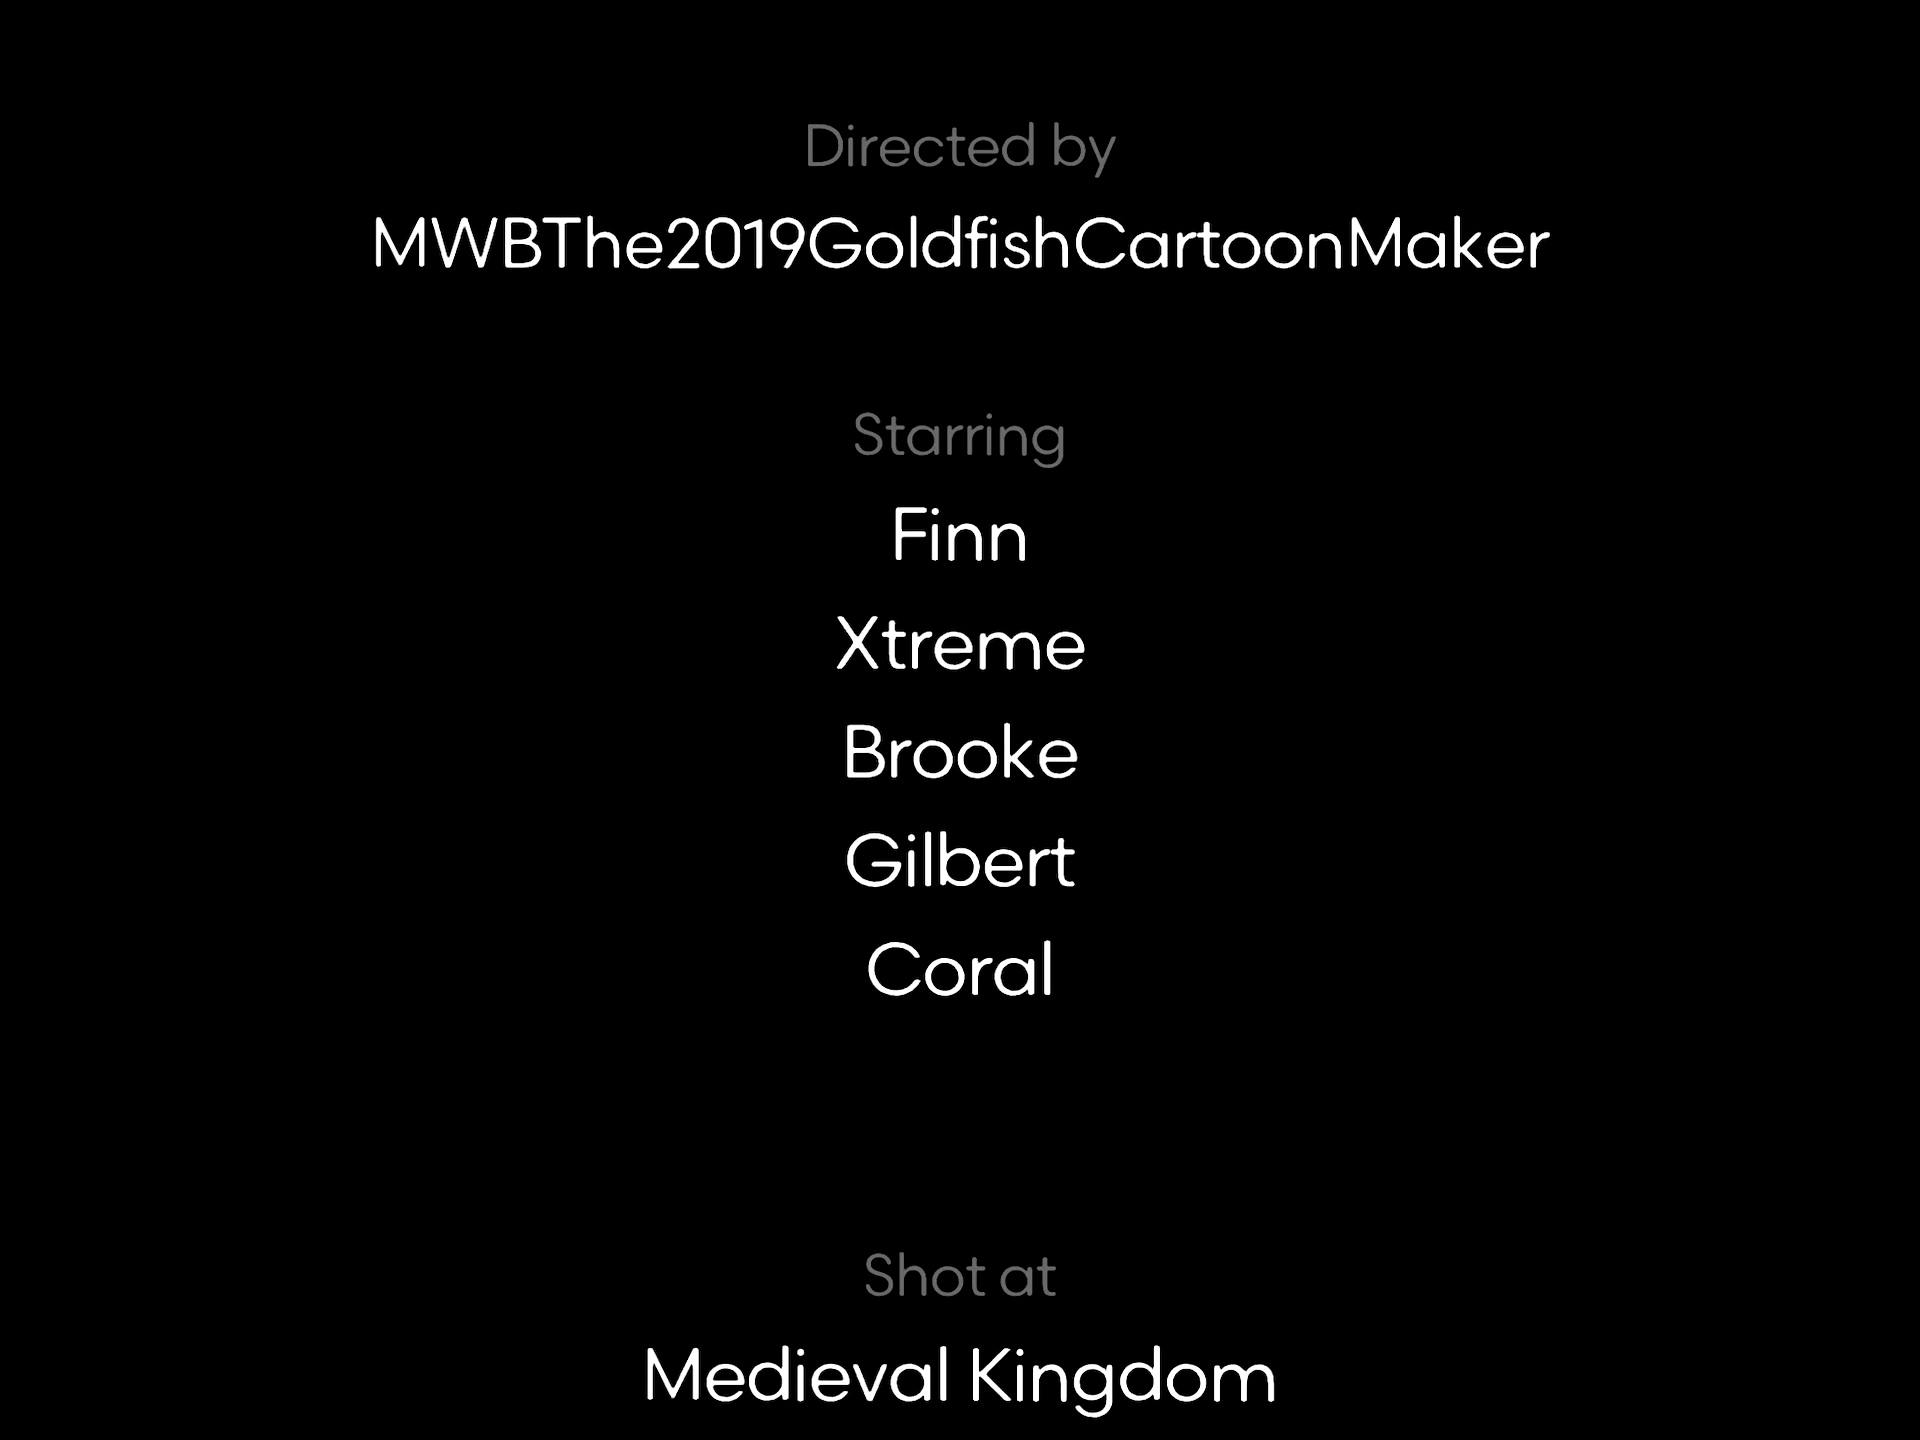 Directed by
MWBThe2019GoldfishCartoonMaker
Starring
Finn
Xtreme
Brooke
Gilbert
Coral
Shot at
Medieval Kingdom